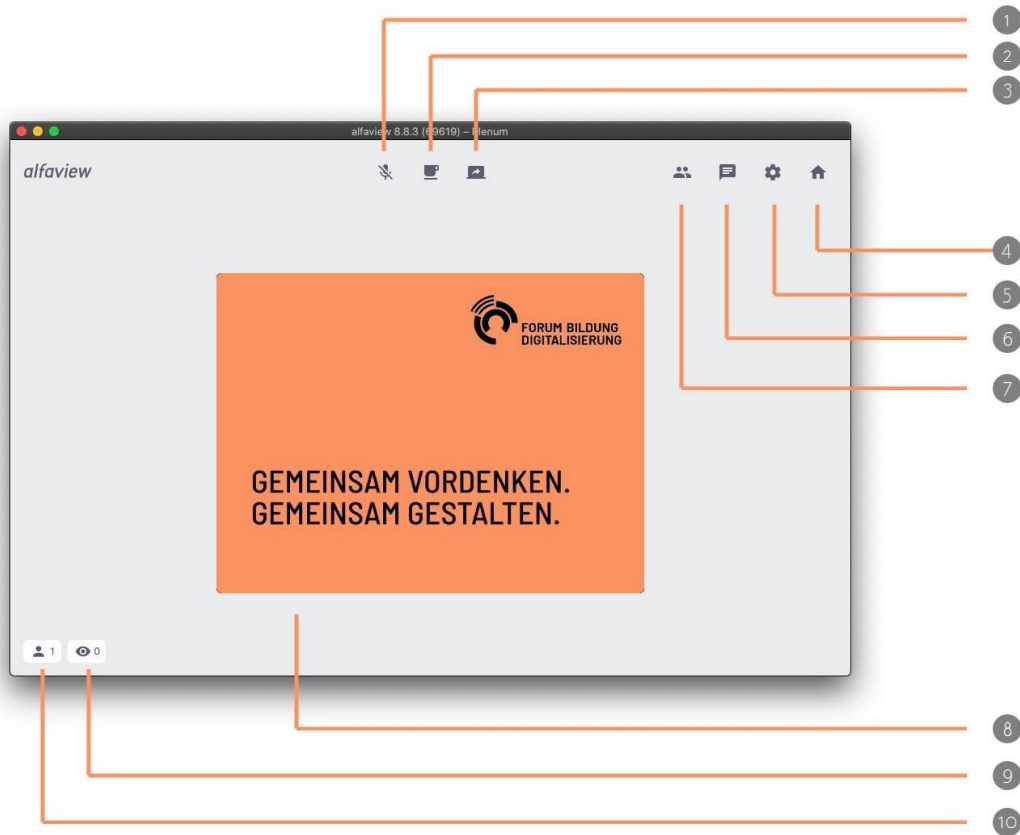 1
2
3
alfaview 8.8.3 (69619) – Plenum
alfaview
4
5
6
7
FORUM BILDUNG
DIGITALISIERUNG
GEMEINSAM VORDENKEN.
GEMEINSAM GESTALTEN.
1
0
8
9
10